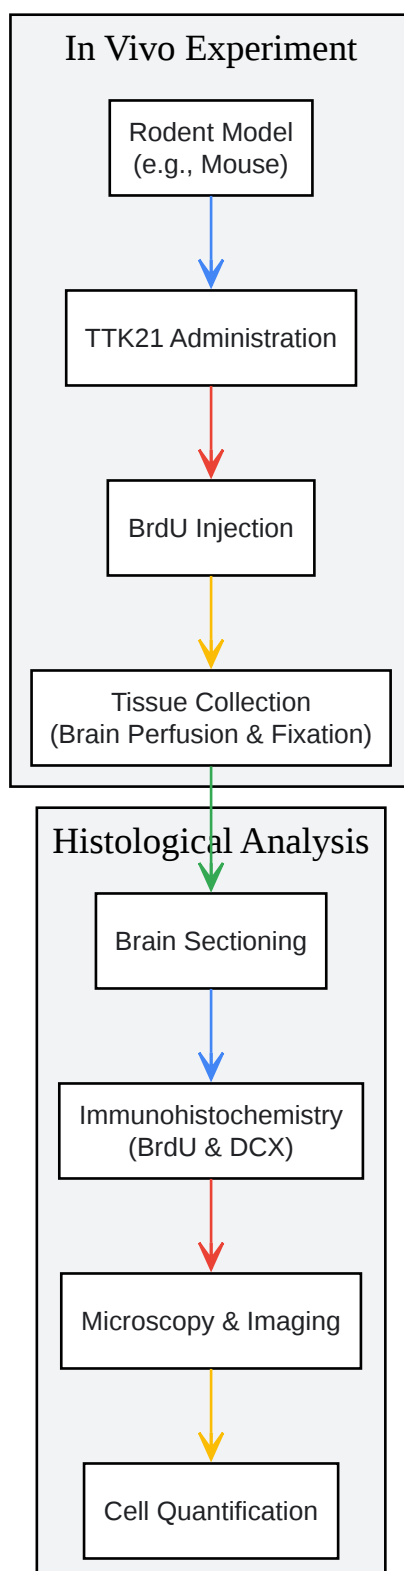 In Vivo Experiment
Rodent Model
(e.g., Mouse)
TTK21 Administration
BrdU Injection
Tissue Collection
(Brain Perfusion & Fixation)
Histological Analysis
Brain Sectioning
Immunohistochemistry
(BrdU & DCX)
Microscopy & Imaging
Cell Quantification